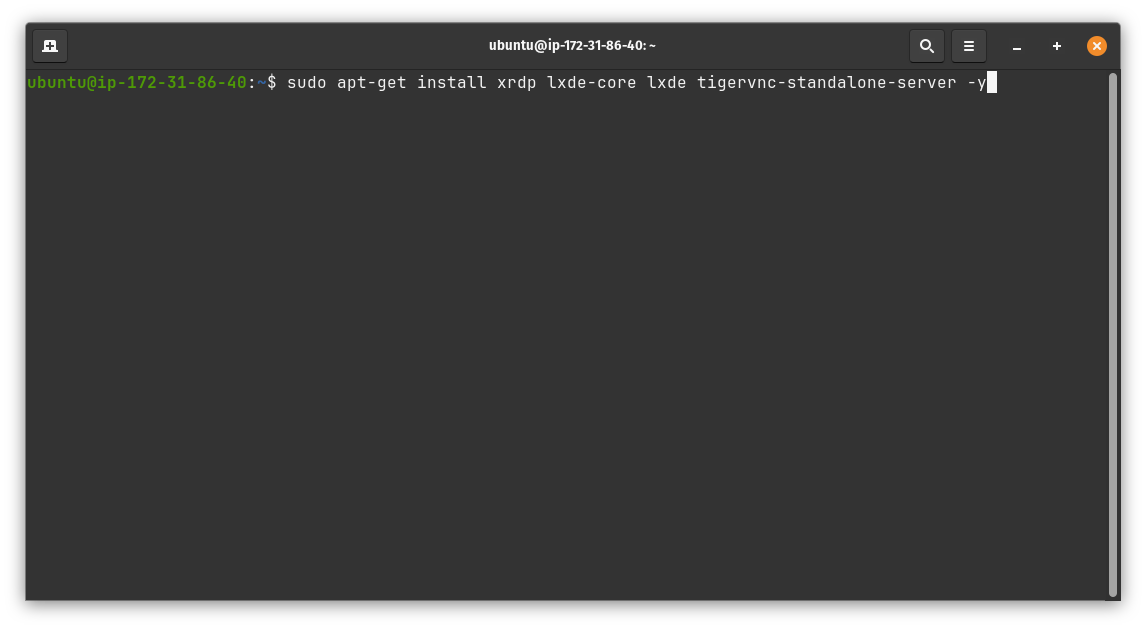 ubuntu@ip-172-31-86-40: ~
ubuntu@ip-172-31-86-40:~$ sudo apt-get install xrdp lxde-core lxde tigervnc-standalone-server -y